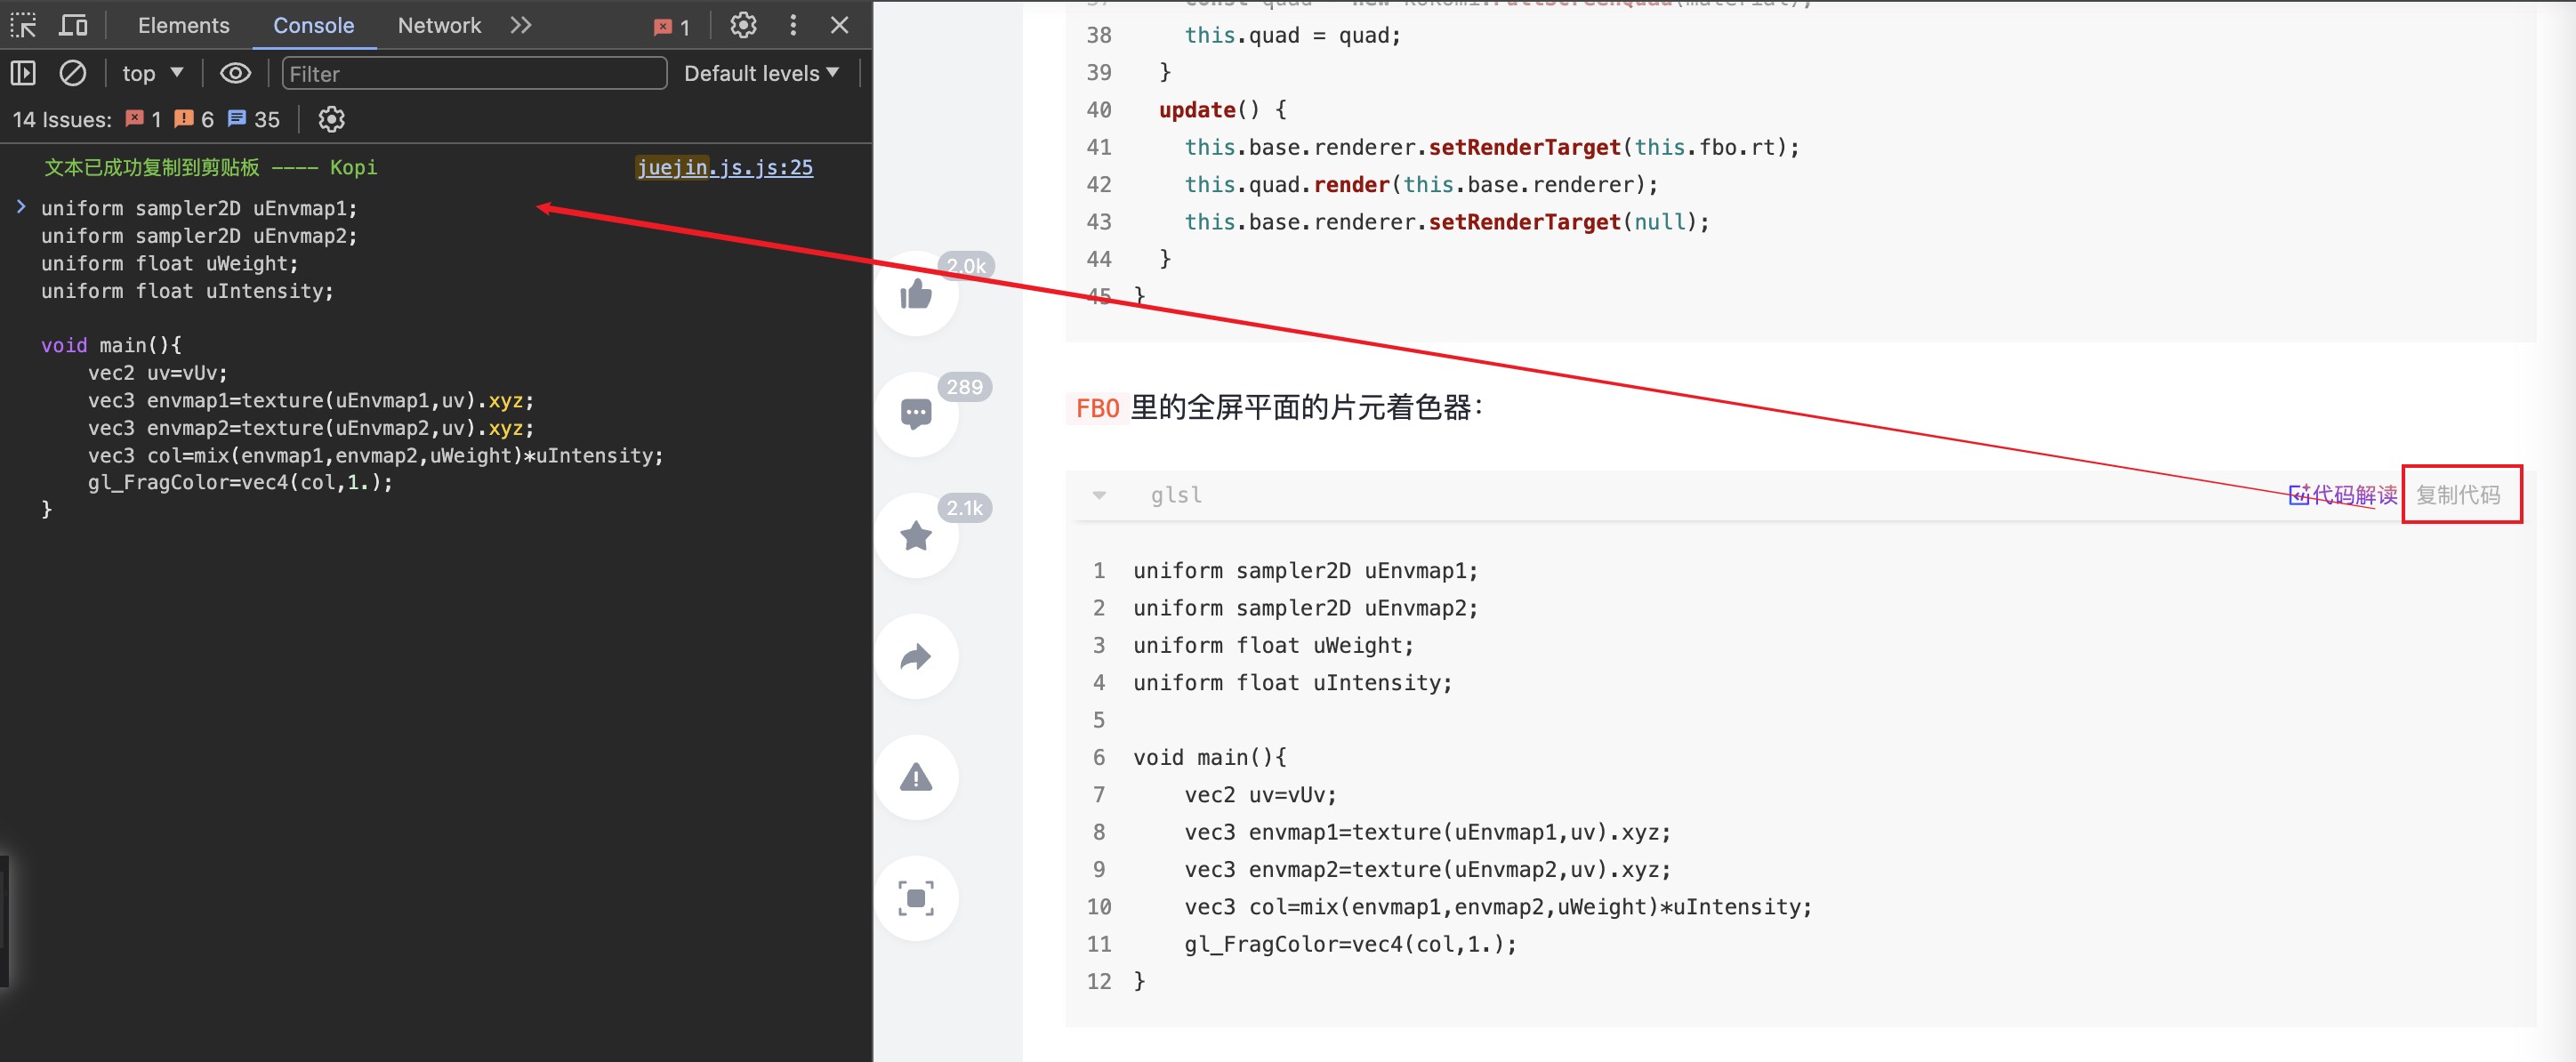 Elements Console Network 1
top Filter Default levels
14 Issues: 1 6 35
文本已成功复制到剪贴板 ———— Kopi juejin.js.js:25
uniform sampler2D uEnvmap1;
uniform sampler2D uEnvmap2;
uniform float uWeight;
uniform float uIntensity;
void main(){
vec2 uv=vUv;
vec3 envmap1=texture(uEnvmap1,uv).xyz;
vec3 envmap2=texture(uEnvmap2,uv).xyz;
vec3 col=mix(envmap1,envmap2,uWeight)*uIntensity;
gl_FragColor=vec4(col,1.);
}
2.0k
289
2.1k
38 this.quad = quad;
39 }
40 update() {
41 this.base.renderer.setRenderTarget(this.fbo.rt);
42 this.quad.render(this.base.renderer);
43 this.base.renderer.setRenderTarget(null);
44 }
45 }
FBO 里的全屏平面的片元着色器：
glsl 代码解读 复制代码
1 uniform sampler2D uEnvmap1;
2 uniform sampler2D uEnvmap2;
3 uniform float uWeight;
4 uniform float uIntensity;
5
6 void main(){
7 vec2 uv=vUv;
8 vec3 envmap1=texture(uEnvmap1,uv).xyz;
9 vec3 envmap2=texture(uEnvmap2,uv).xyz;
10 vec3 col=mix(envmap1,envmap2,uWeight)*uIntensity;
11 gl_FragColor=vec4(col,1.);
12 }